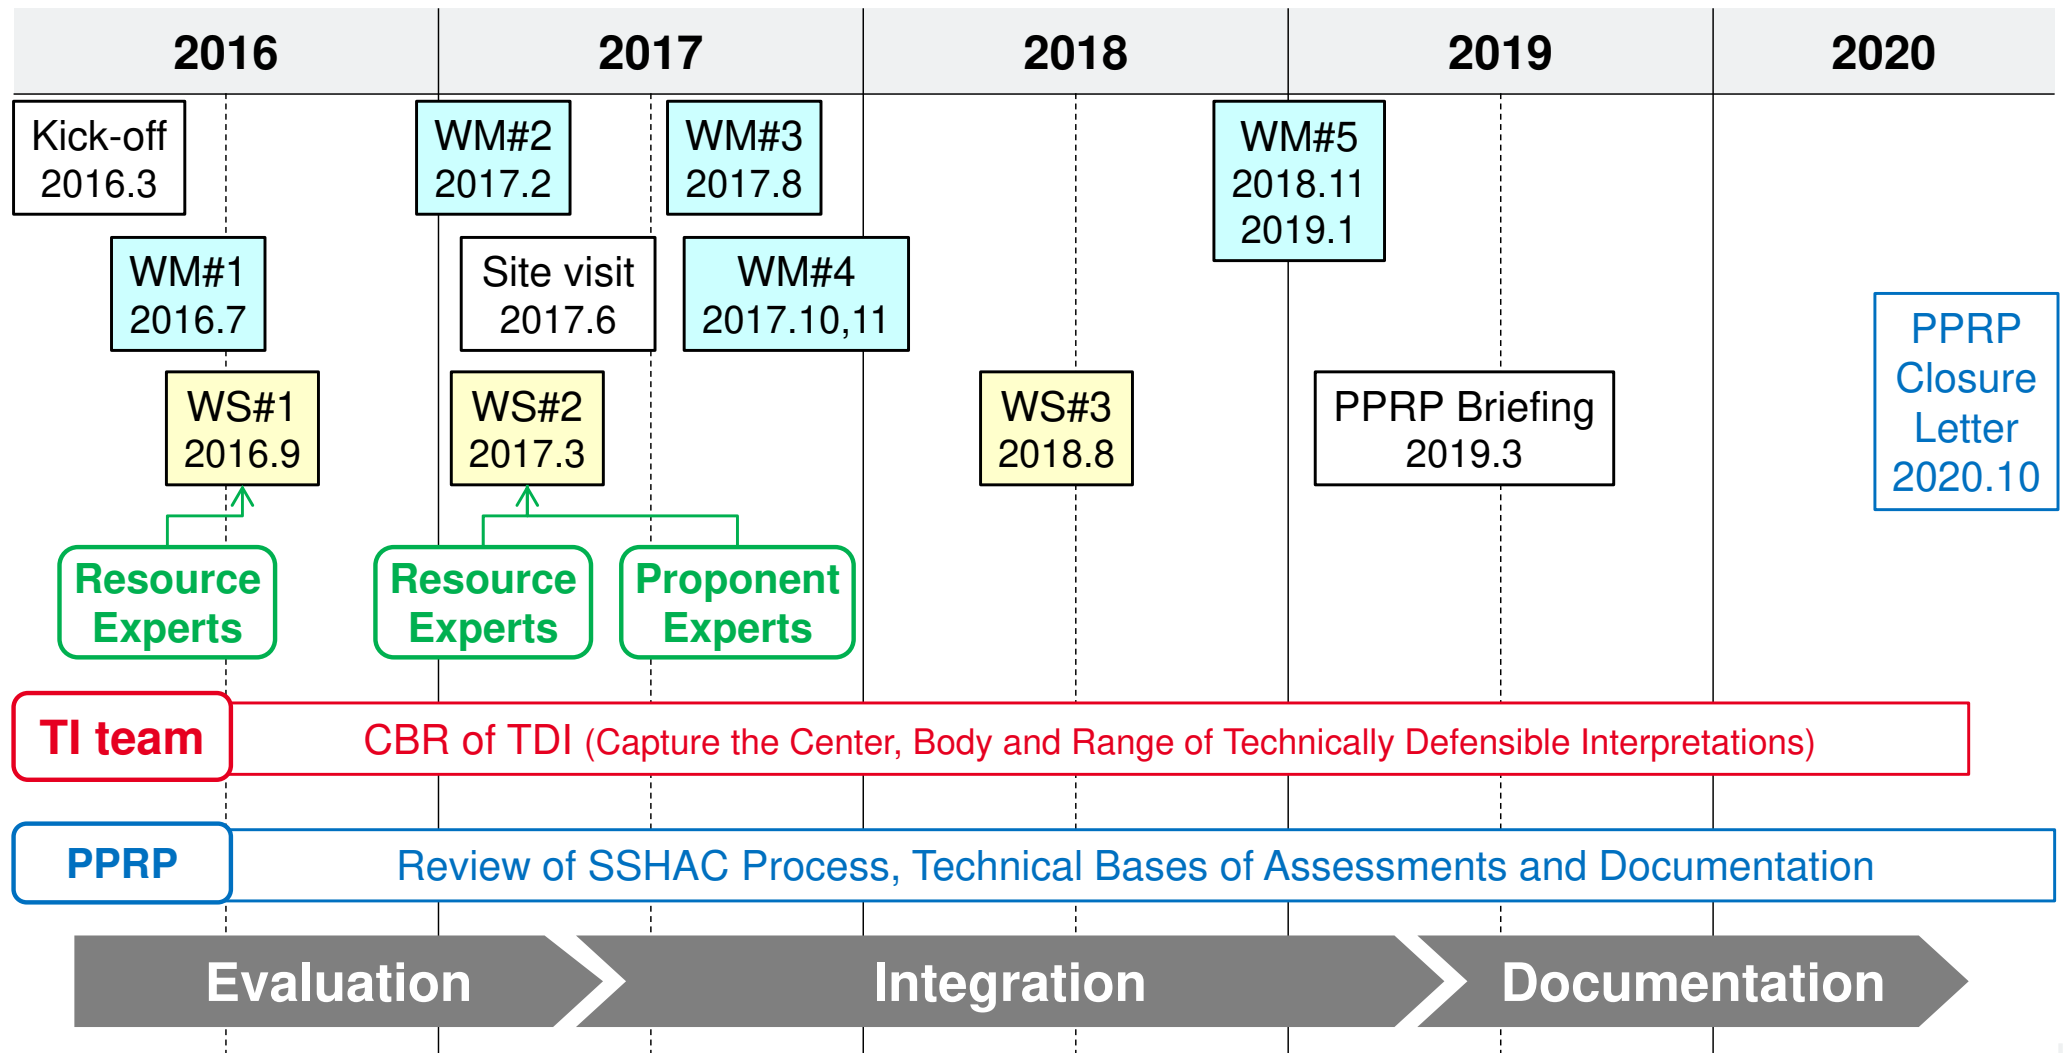 2016
2017
2018
2019
2020
Kick-off
2016.3
WM#2
2017.2
WM#3
2017.8
WM#5
2018.11
2019.1
WM#1
2016.7
Site visit
2017.6
WM#4
2017.10,11
PPRP
Closure
Letter
2020.10
WS#1
2016.9
WS#2
2017.3
WS#3
2018.8
PPRP Briefing
2019.3
Resource
Experts
Resource
Experts
Proponent
Experts
TI team
CBR of TDI (Capture the Center, Body and Range of Technically Defensible Interpretations)
PPRP
Review of SSHAC Process, Technical Bases of Assessments and Documentation
Evaluation
Integration
Documentation